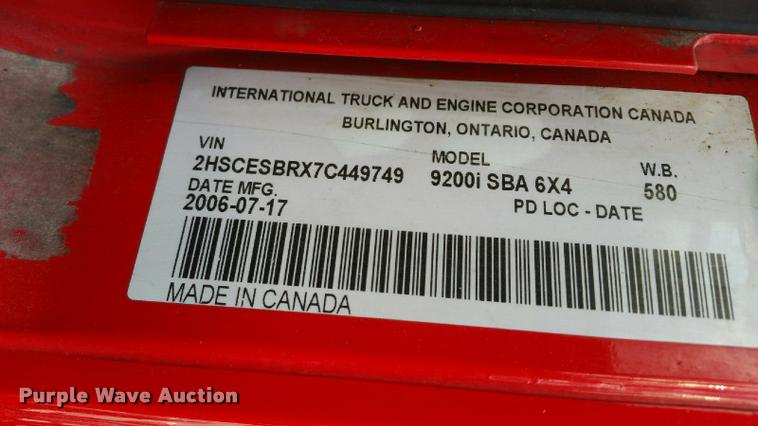 INTERNATIONAL TRUCK AND ENGINE CORPORATION CANADA
BURLINGTON, ONTARIO, CANADA
VIN MODEL W.B.
2HSCESBRX7C449749 9200i SBA 6X4 580
DATE MFG. PD LOC - DATE
2006-07-17
MADE IN CANADA
Purple Wave Auction®